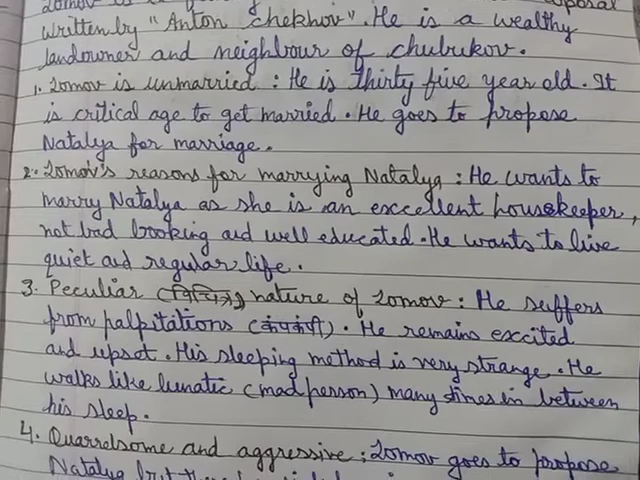 Lomov is
written by "Anton Chekhov". He is a wealthy
landowner and neighbour of chubukov.
1. Lomov is unmarried : He is Thirty five year old. It
is critical age to get married. He goes to propose
Natalya for marriage.
2. Lomov's reasons for marrying Natalya : He wants to
marry Natalya as she is an excellent housekeeper,
not bad looking and well educated. He wants to live
quiet and regular life.
3. Peculiar (विचित्र) nature of Lomov : He suffers
from palpitations (कंपकंपी). He remains excited
and upset. His sleeping method is very strange. He
walks like lunatic (mad person) many times in between
his sleep.
4. Quarrelsome and aggressive : Lomov goes to propose
Natalya but